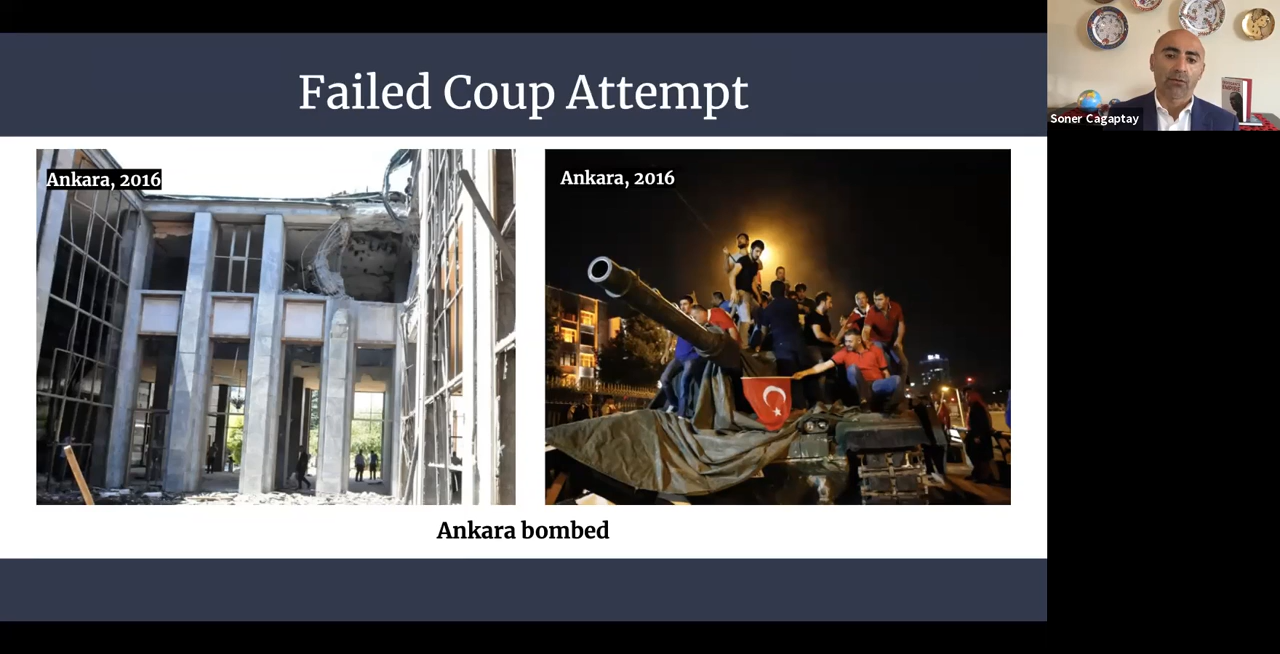 Failed Coup Attempt
Ankara, 2016
Ankara, 2016
Ankara bombed
Soner Cagaptay